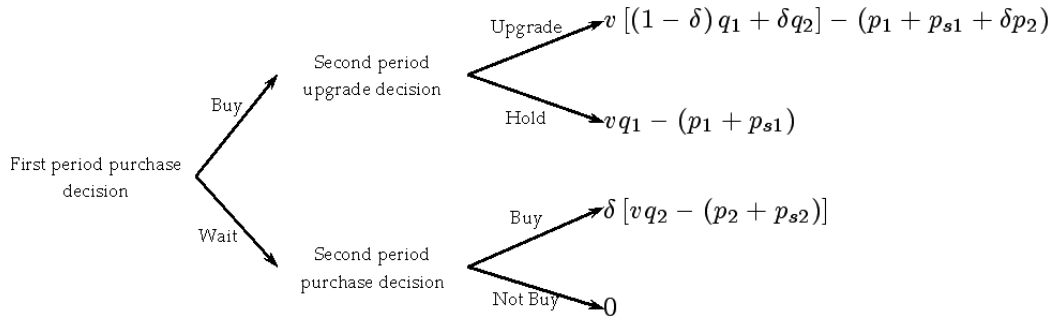 Upgrade
v [(1 − δ) q₁ + δq₂] − (p₁ + pₛ₁ + δp₂)
Second period
upgrade decision
Buy
Hold
vq₁ − (p₁ + pₛ₁)
First period purchase
decision
Buy
δ [vq₂ − (p₂ + pₛ₂)]
Wait
Second period
purchase decision
Not Buy
0